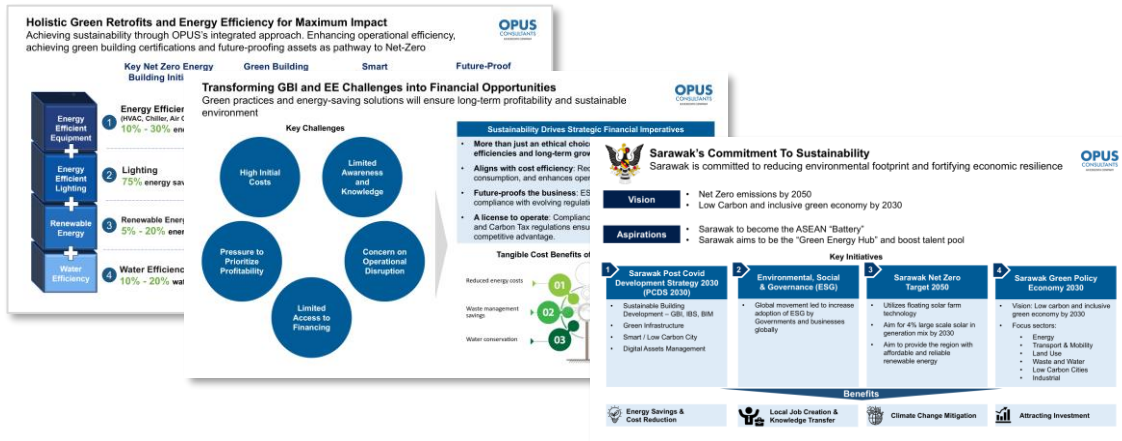 Holistic Green Retrofits and Energy Efficiency for Maximum Impact
Achieving sustainability through OPUS's integrated approach. Enhancing operational efficiency,
achieving green building certifications and future-proofing assets as pathway to Net-Zero
OPUS
CONSULTANTS
Key Net Zero Energy
Building
Green Building
Smart
Future-Proof
Energy
Efficient
Equipment
1
Energy
(HVAC, Chiller, Air
10% - 30%
Energy
Efficient
Lighting
2
Lighting
75% energy
Renewable
Energy
3
Renewable
5% - 20%
Water
Efficiency
4
Water
10% - 20%
Transforming GBI and EE Challenges into Financial Opportunities
Green practices and energy-saving solutions will ensure long-term profitability and sustainable
environment
OPUS
CONSULTANTS
Key Challenges
High Initial
Costs
Limited
Awareness
and
Knowledge
Pressure to
Prioritize
Profitability
Concern on
Operational
Disruption
Limited
Access to
Financing
Sustainability Drives Strategic Financial Imperatives
• More than just an ethical
efficiencies and long-term
• Aligns with cost efficiency:
consumption, and enhances
• Future-proofs the business:
compliance with evolving
• A license to operate:
and Carbon Tax regulations
competitive advantage.
Tangible Cost Benefits of
Reduced energy costs
01
Waste management
savings
02
Water conservation
03
Sarawak's Commitment To Sustainability
Sarawak is committed to reducing environmental footprint and fortifying economic resilience
OPUS
CONSULTANTS
Vision
• Net Zero emissions by 2050
• Low Carbon and inclusive green economy by 2030
Aspirations
• Sarawak to become the ASEAN “Battery”
• Sarawak aims to be the “Green Energy Hub” and boost talent pool
Key Initiatives
1
Sarawak Post Covid
Development Strategy 2030
(PCDS 2030)
• Sustainable Building
Development – GBI, IBS, BIM
• Green Infrastructure
• Smart / Low Carbon City
• Digital Assets Management
2
Environmental, Social
& Governance (ESG)
• Global movement led to increase
adoption of ESG by
Governments and businesses
globally
3
Sarawak Net Zero
Target 2050
• Utilizes floating solar farm
technology
• Aim for 4% large scale solar in
generation mix by 2030
• Aim to provide the region with
affordable and reliable
renewable energy
4
Sarawak Green Policy
Economy 2030
• Vision: Low carbon and inclusive
green economy by 2030
• Focus sectors:
• Energy
• Transport & Mobility
• Land Use
• Waste and Water
• Low Carbon Cities
• Industrial
Benefits
Energy Savings &
Cost Reduction
Local Job Creation &
Knowledge Transfer
Climate Change Mitigation
Attracting Investment